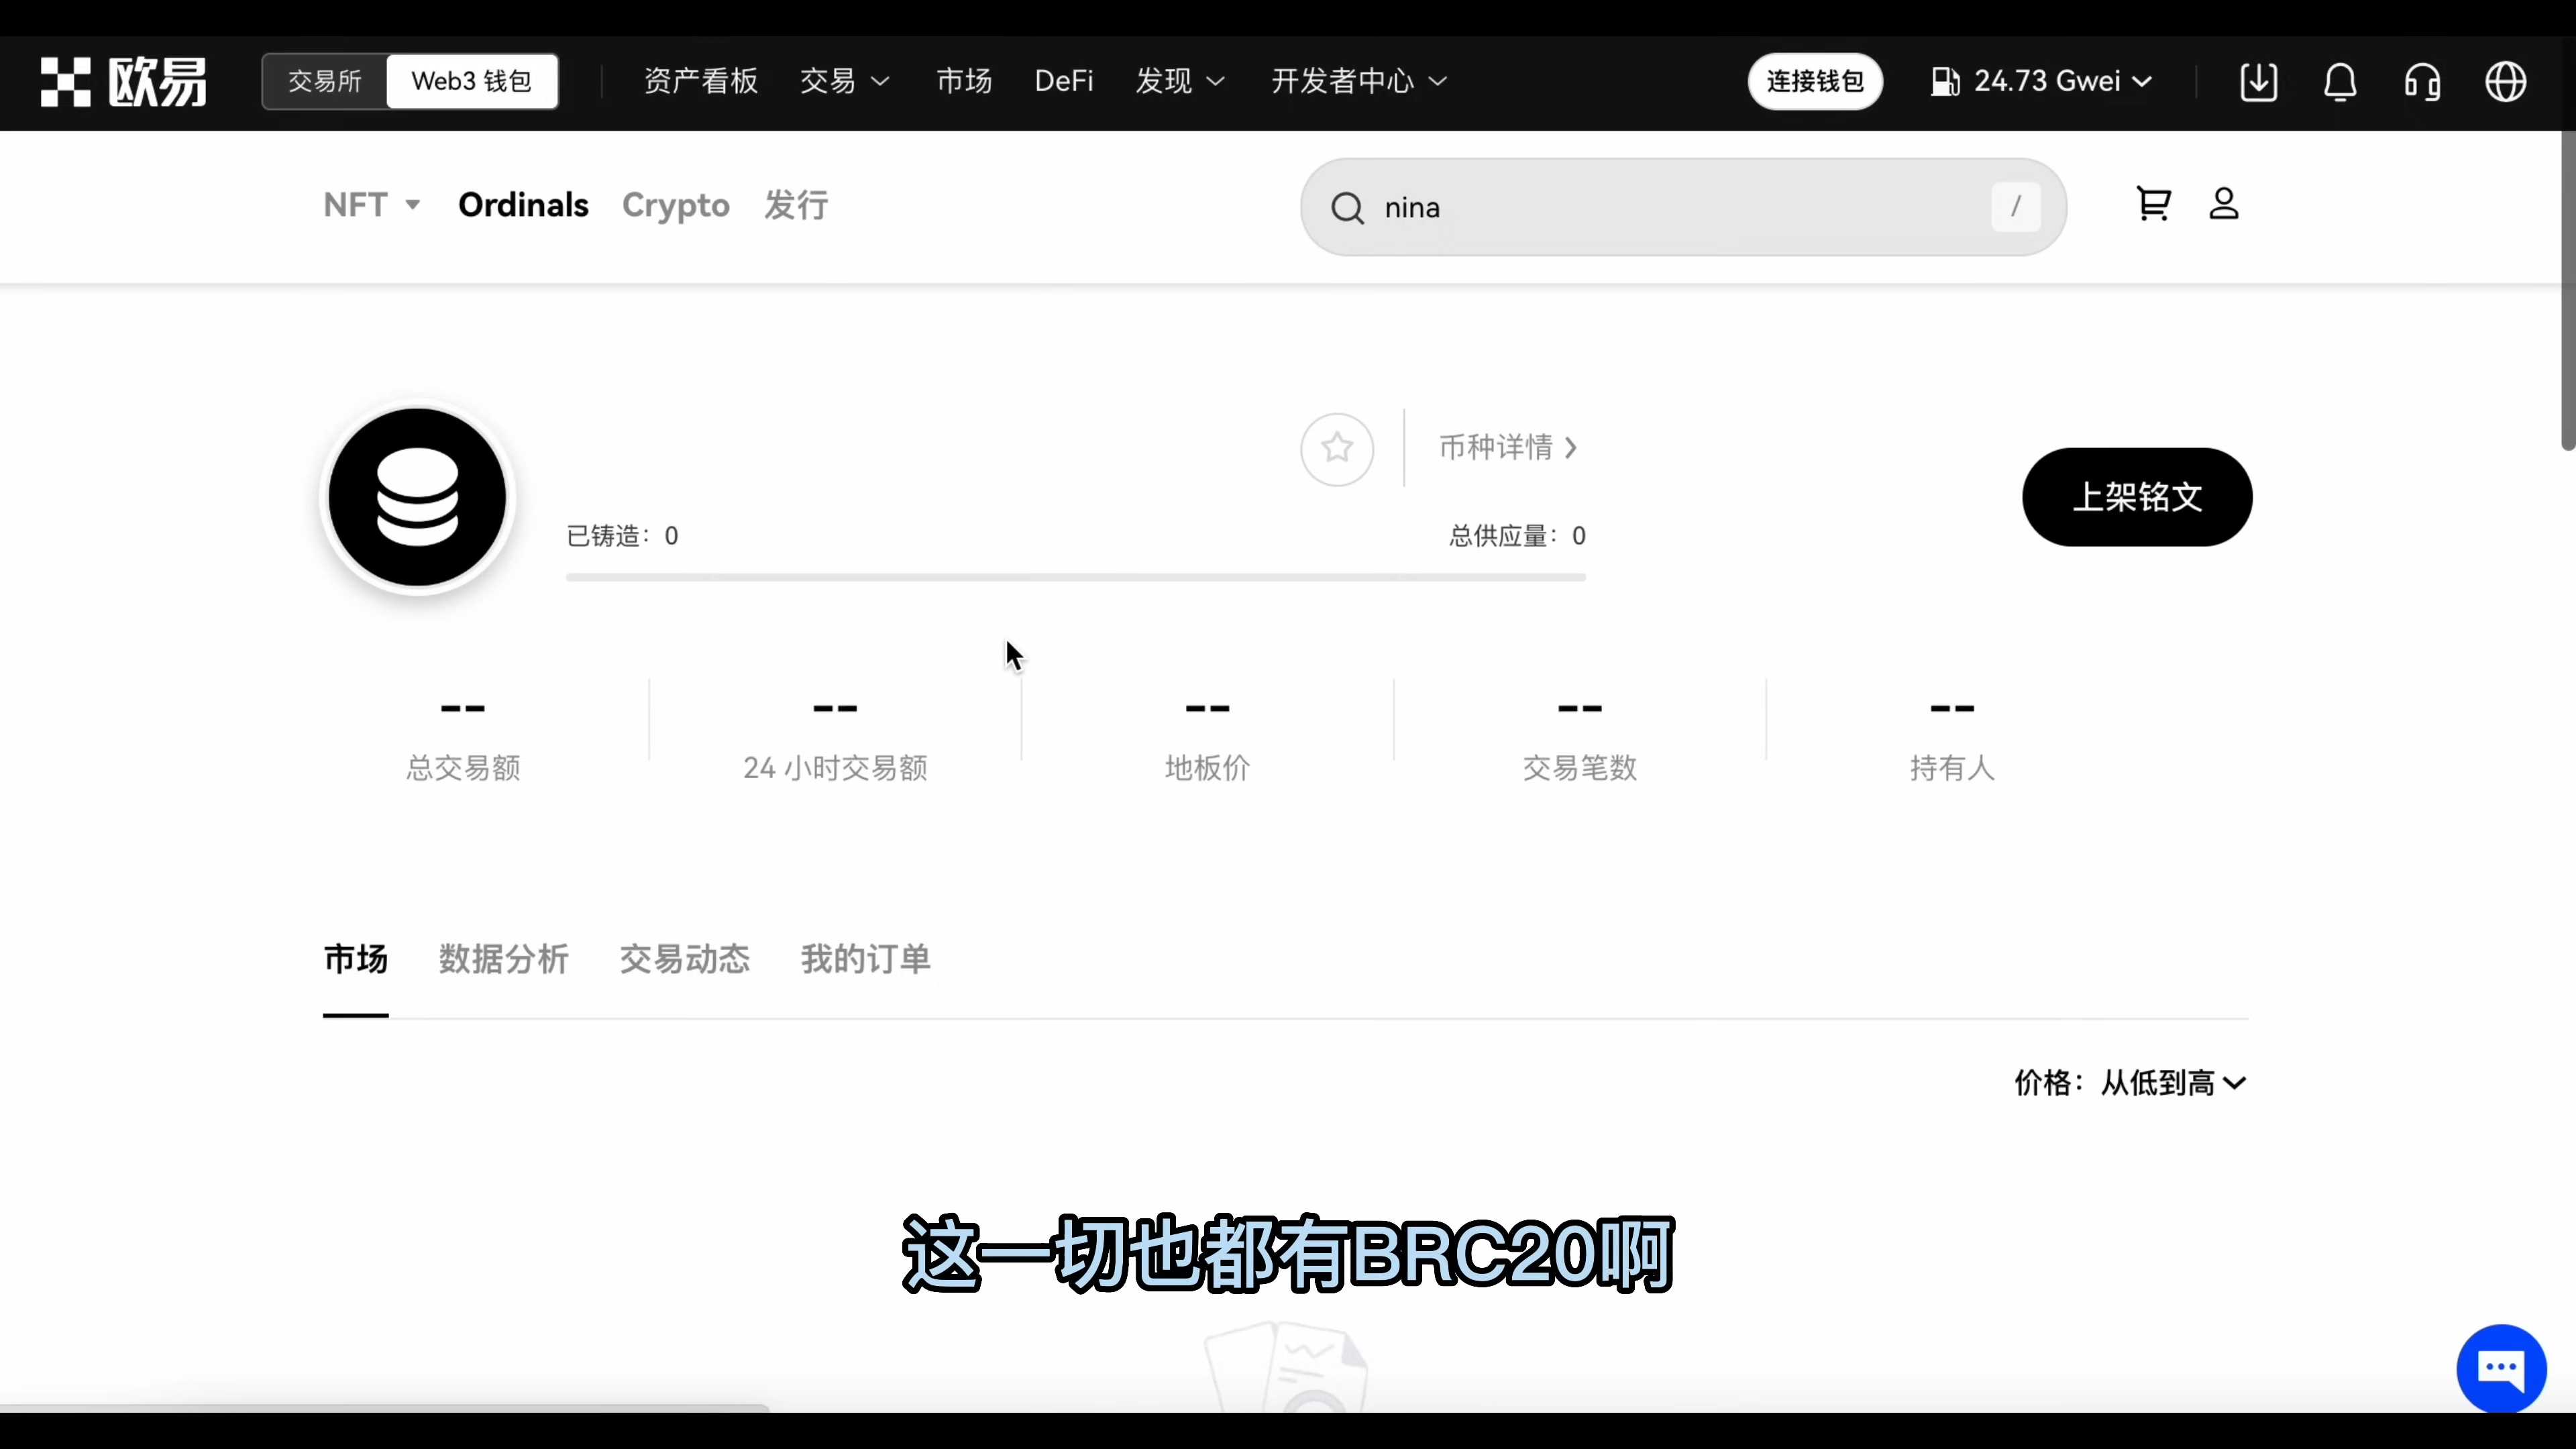 欧易 交易所 Web3 钱包 资产看板 交易 市场 DeFi 发现 开发者中心 连接钱包 24.73 Gwei
NFT Ordinals Crypto 发行 nina /
币种详情
上架铭文
已铸造：0 总供应量：0
-- -- -- -- --
总交易额 24 小时交易额 地板价 交易笔数 持有人
市场 数据分析 交易动态 我的订单
价格：从低到高
这一切也都有BRC20啊